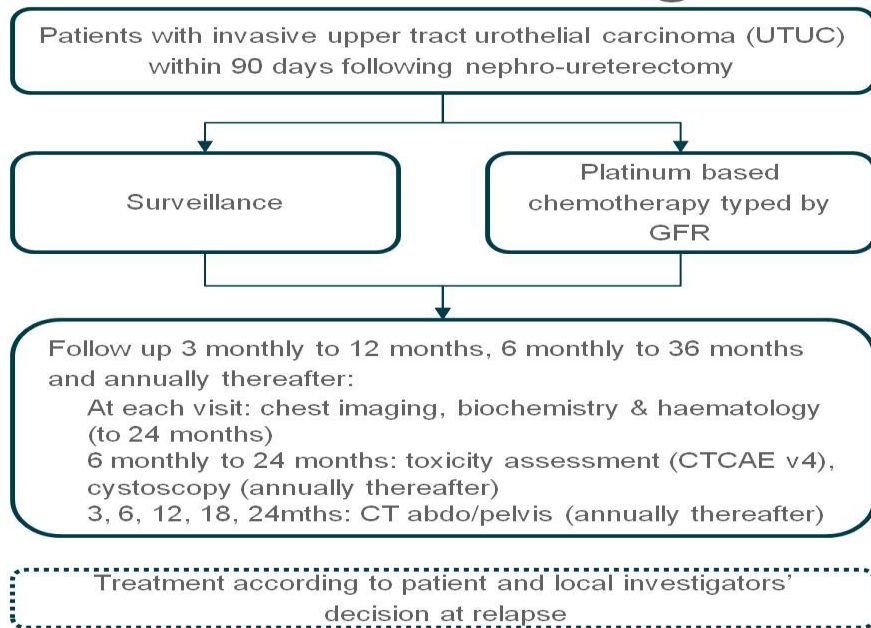 Patients with invasive upper tract urothelial carcinoma (UTUC)
within 90 days following nephro-ureterectomy
Surveillance
Platinum based
chemotherapy typed by
GFR
Follow up 3 monthly to 12 months, 6 monthly to 36 months
and annually thereafter:
At each visit: chest imaging, biochemistry & haematology
(to 24 months)
6 monthly to 24 months: toxicity assessment (CTCAE v4),
cystoscopy (annually thereafter)
3, 6, 12, 18, 24mths: CT abdo/pelvis (annually thereafter)
Treatment according to patient and local investigators’
decision at relapse